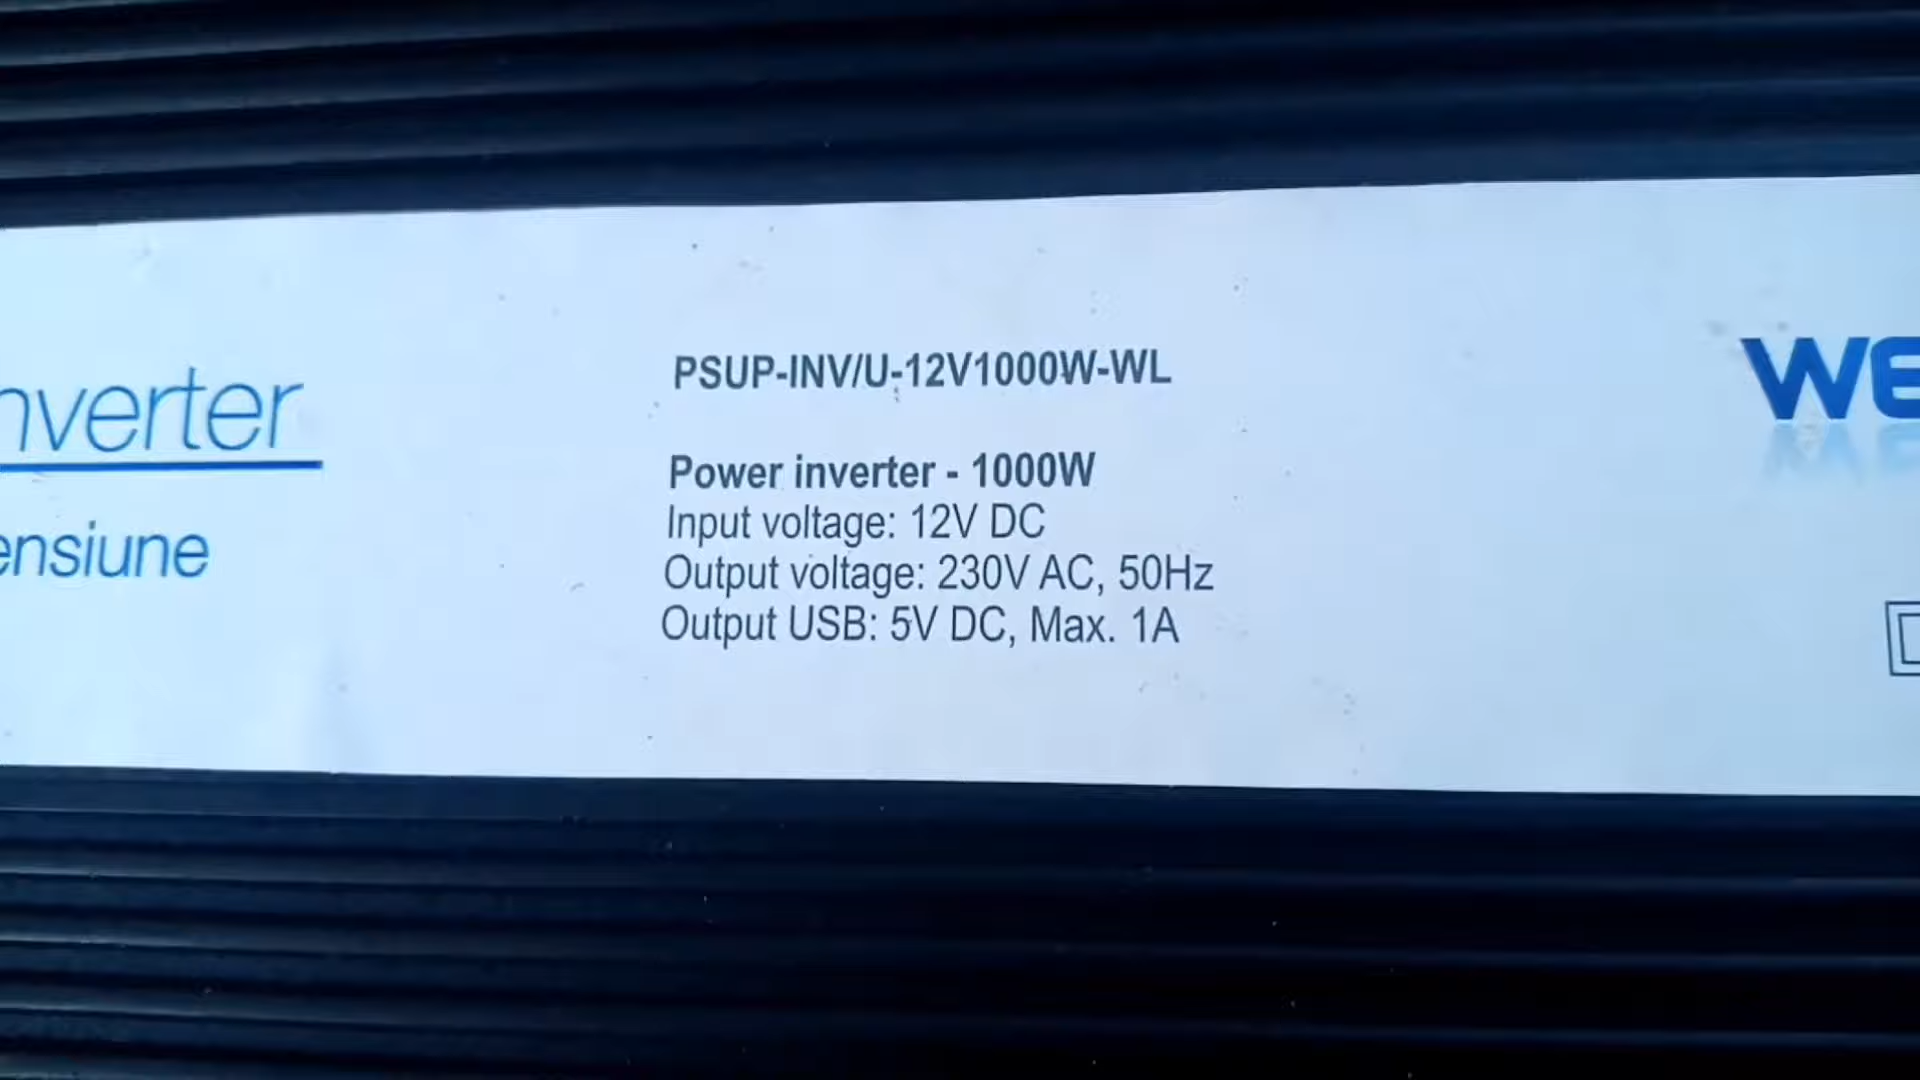 nverter
ensiune
PSUP-INV/U-12V1000W-WL
Power inverter - 1000W
Input voltage: 12V DC
Output voltage: 230V AC, 50Hz
Output USB: 5V DC, Max. 1A
WE